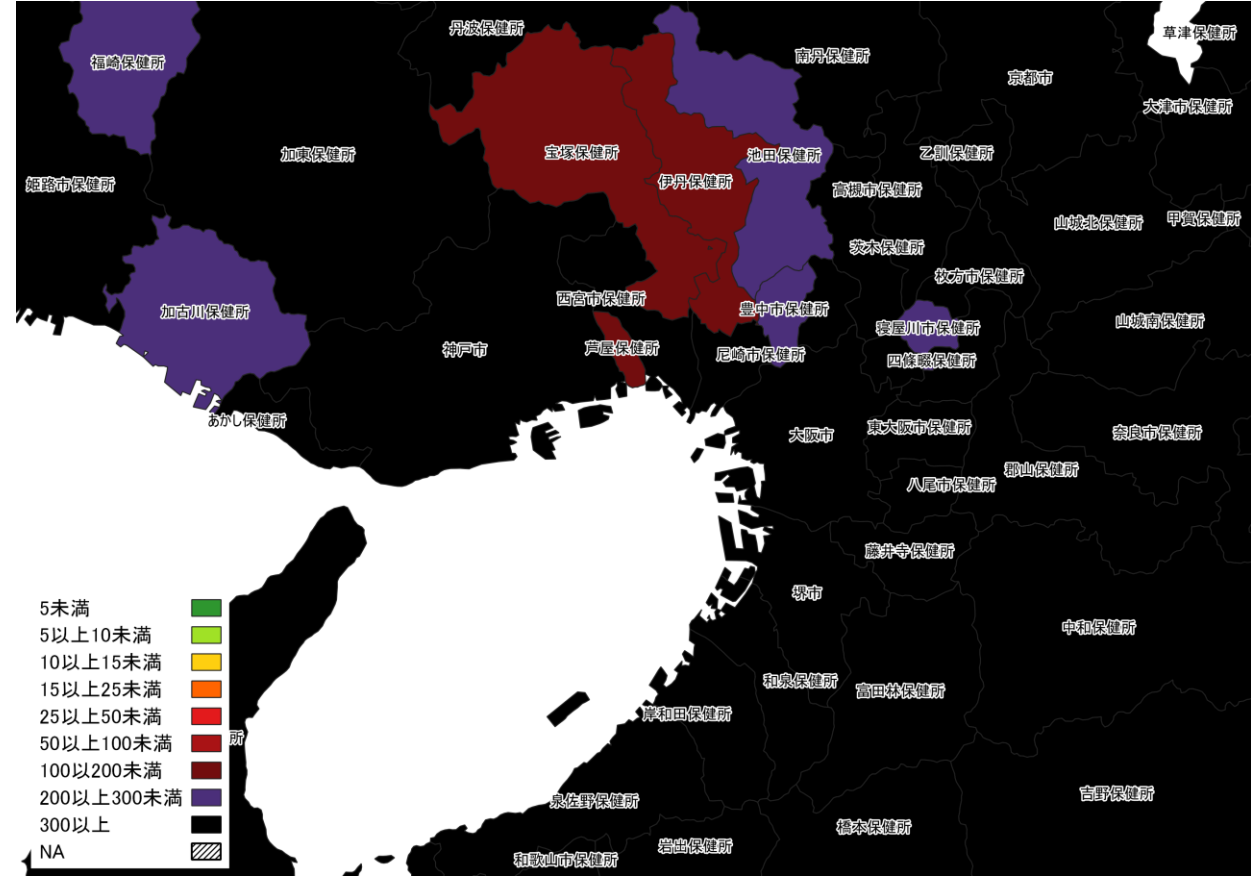 丹波保健所
草津保健所
福崎保健所
南丹保健所
京都市
大津市保健所
加東保健所
宝塚保健所
池田保健所
乙訓保健所
姫路市保健所
伊丹保健所
高槻市保健所
山城北保健所
甲賀保健所
茨木保健所
枚方市保健所
西宮市保健所
加古川保健所
豊中市保健所
寝屋川市保健所
山城南保健所
神戸市
芦屋保健所
尼崎市保健所
四條畷保健所
あかし保健所
大阪市
東大阪市保健所
奈良市保健所
郡山保健所
八尾市保健所
藤井寺保健所
堺市
中和保健所
和泉保健所
富田林保健所
岸和田保健所
所
泉佐野保健所
吉野保健所
橋本保健所
岩出保健所
和歌山市保健所
5未満
5以上10未満
10以上15未満
15以上25未満
25以上50未満
50以上100未満
100以200未満
200以上300未満
300以上
NA